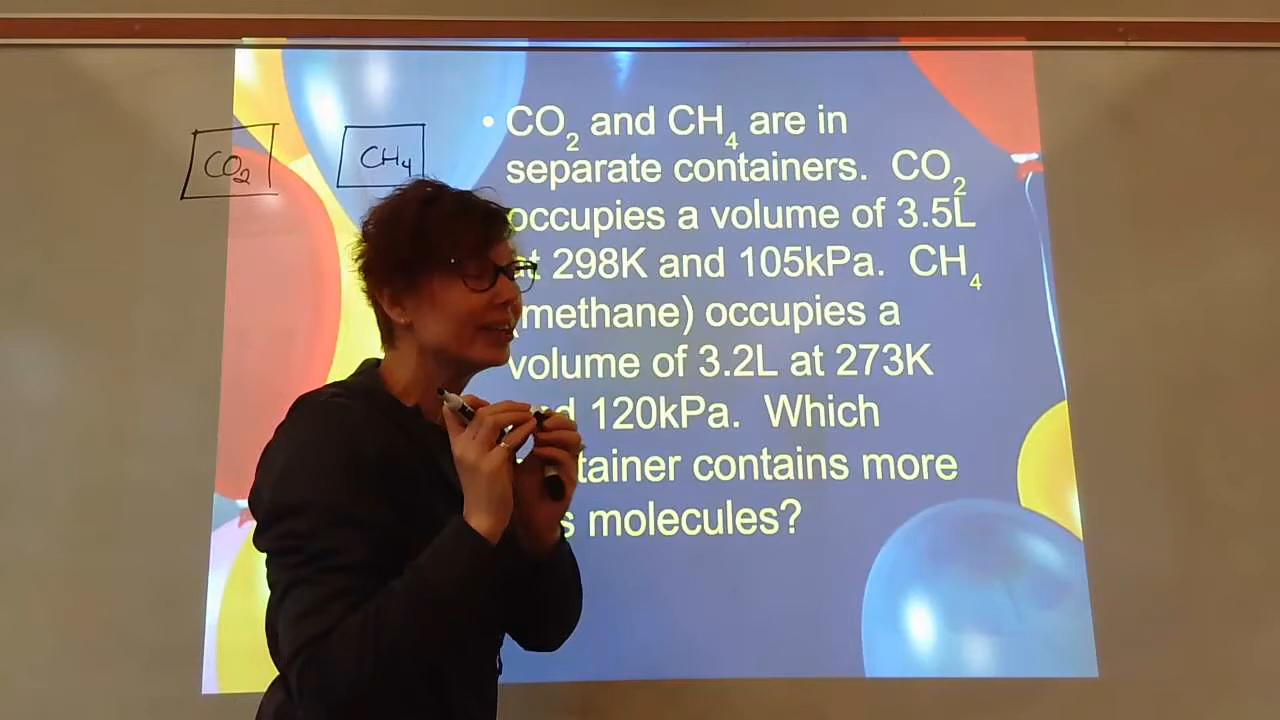 CO2
CH4
• CO2 and CH4 are in
separate containers. CO2
occupies a volume of 3.5L
at 298K and 105kPa. CH4
(methane) occupies a
volume of 3.2L at 273K
120kPa. Which
contains more
molecules?